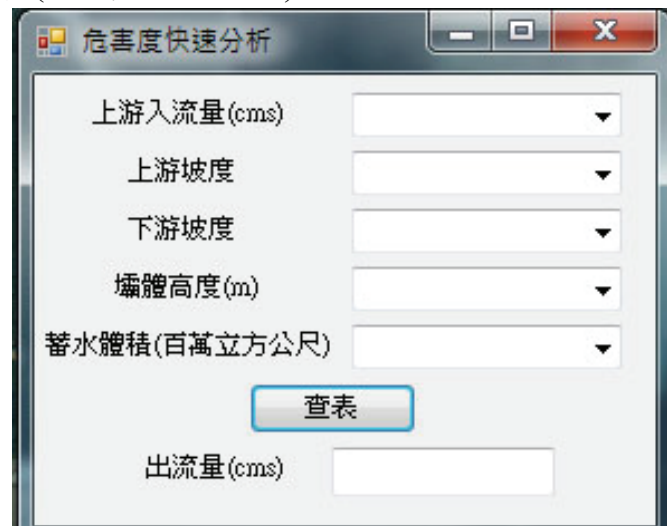 危害度快速分析
上游入流量(cms)
上游坡度
下游坡度
壩體高度(m)
蓄水體積(百萬立方公尺)
查表
出流量(cms)